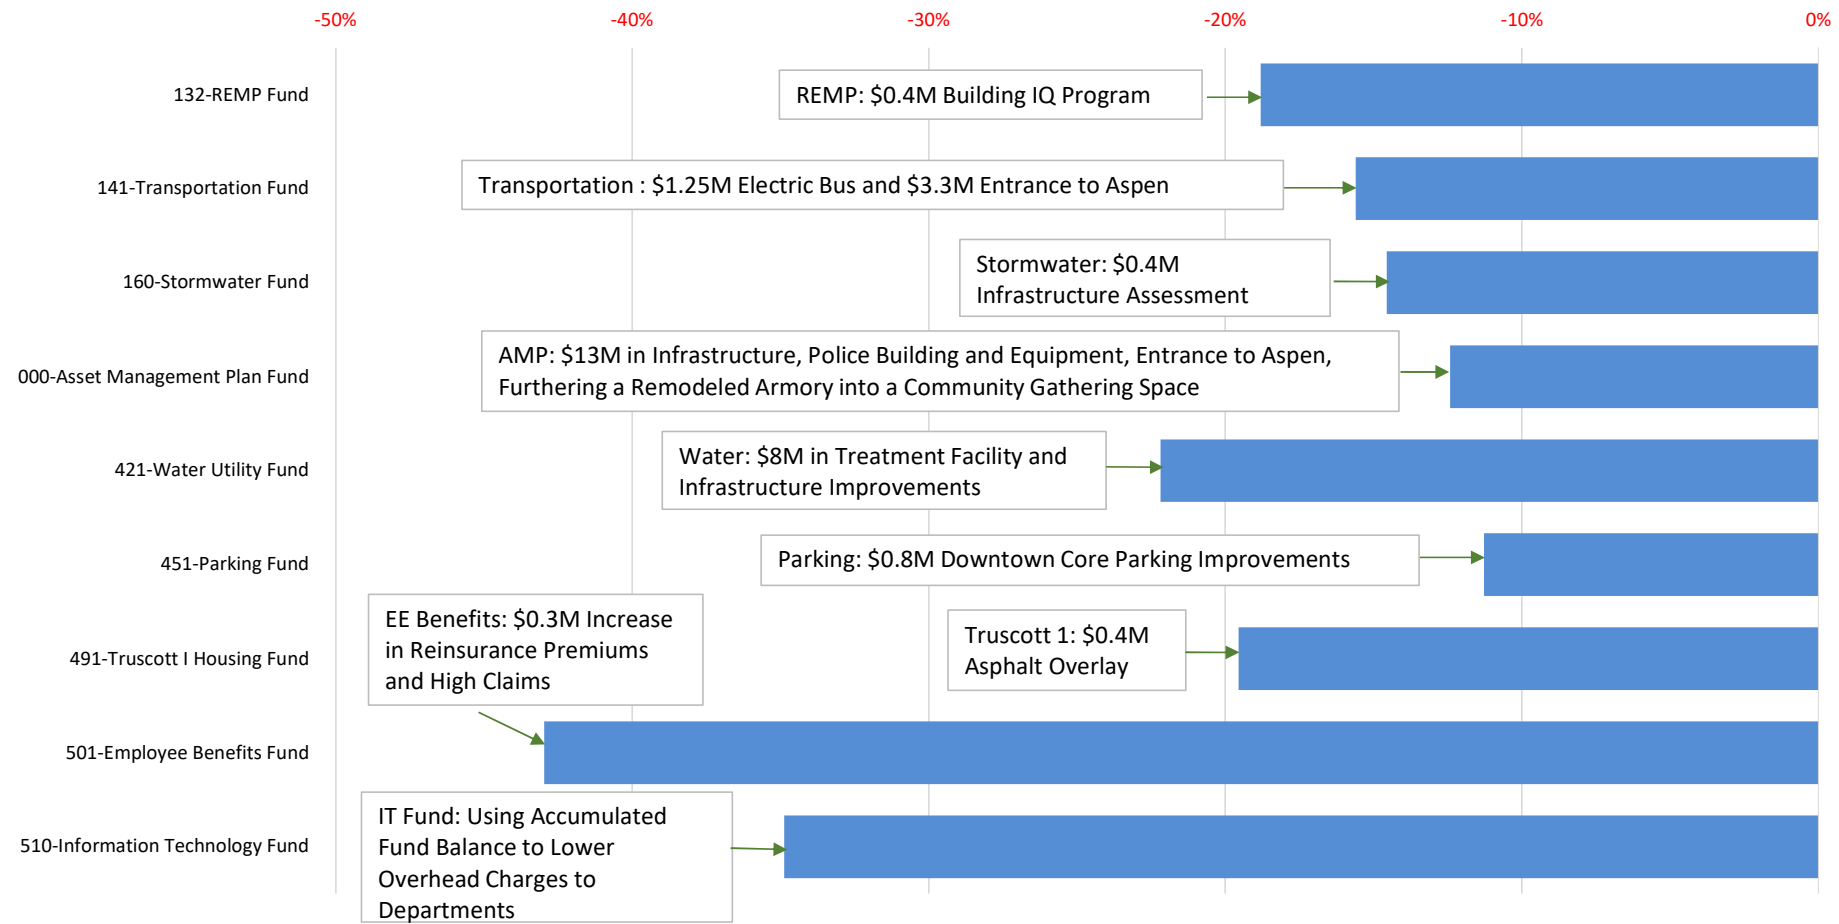 -50% -40% -30% -20% -10% 0%
132-REMP Fund
REMP: $0.4M Building IQ Program
141-Transportation Fund
Transportation : $1.25M Electric Bus and $3.3M Entrance to Aspen
160-Stormwater Fund
Stormwater: $0.4M
Infrastructure Assessment
000-Asset Management Plan Fund
AMP: $13M in Infrastructure, Police Building and Equipment, Entrance to Aspen,
Furthering a Remodeled Armory into a Community Gathering Space
421-Water Utility Fund
Water: $8M in Treatment Facility and
Infrastructure Improvements
451-Parking Fund
Parking: $0.8M Downtown Core Parking Improvements
491-Truscott I Housing Fund
Truscott 1: $0.4M
Asphalt Overlay
EE Benefits: $0.3M Increase
in Reinsurance Premiums
and High Claims
501-Employee Benefits Fund
510-Information Technology Fund
IT Fund: Using Accumulated
Fund Balance to Lower
Overhead Charges to
Departments